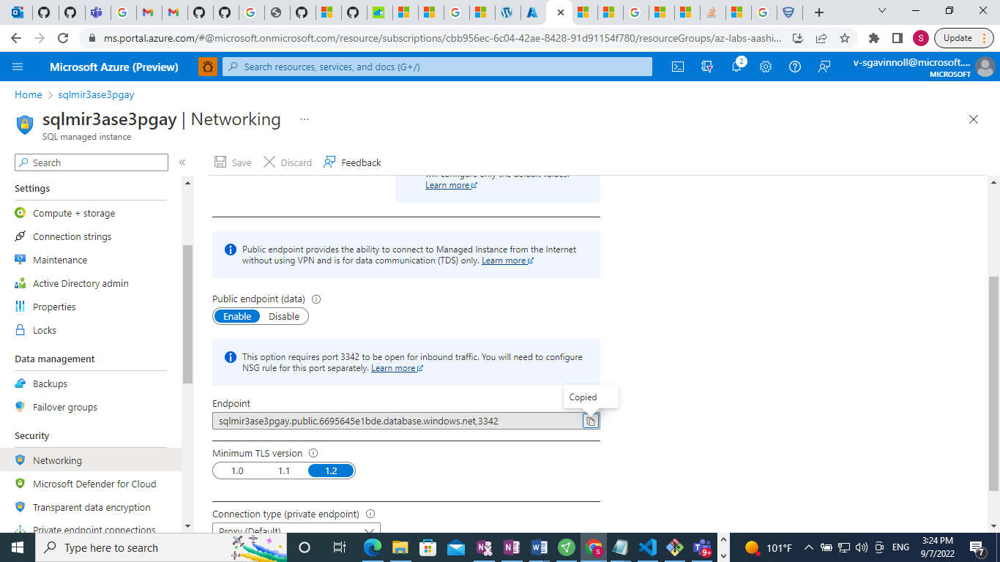 ms.portal.azure.com/#@microsoft.onmicrosoft.com/resource/subscriptions/cbb956ec-6c04-42ae-8428-91d91154f780/resourceGroups/az-labs-aashi...
S
Update
Microsoft Azure (Preview)
Search resources, services, and docs (G+/)
2
v-sgavinnoll@microsoft....
MICROSOFT
Home
sqlmir3ase3pgay
sqlmir3ase3pgay | Networking
...
SQL managed instance
Search
«
Save
Discard
Feedback
Settings
Compute + storage
Connection strings
Maintenance
Active Directory admin
Properties
Locks
Data management
Backups
Failover groups
Security
Networking
Microsoft Defender for Cloud
Transparent data encryption
Private endpoint connections
will configure only the default values.
Learn more
Public endpoint provides the ability to connect to Managed Instance from the Internet
without using VPN and is for data communication (TDS) only. Learn more
Public endpoint (data)
Enable Disable
This option requires port 3342 to be open for inbound traffic. You will need to configure
NSG rule for this port separately. Learn more
Copied
Endpoint
sqlmir3ase3pgay.public.6695645e1bde.database.windows.net,3342
Minimum TLS version
1.0 1.1 1.2
Connection type (private endpoint)
Proxy (Default)
Type here to search
9+
101°F
ENG
3:24 PM
9/7/2022
7